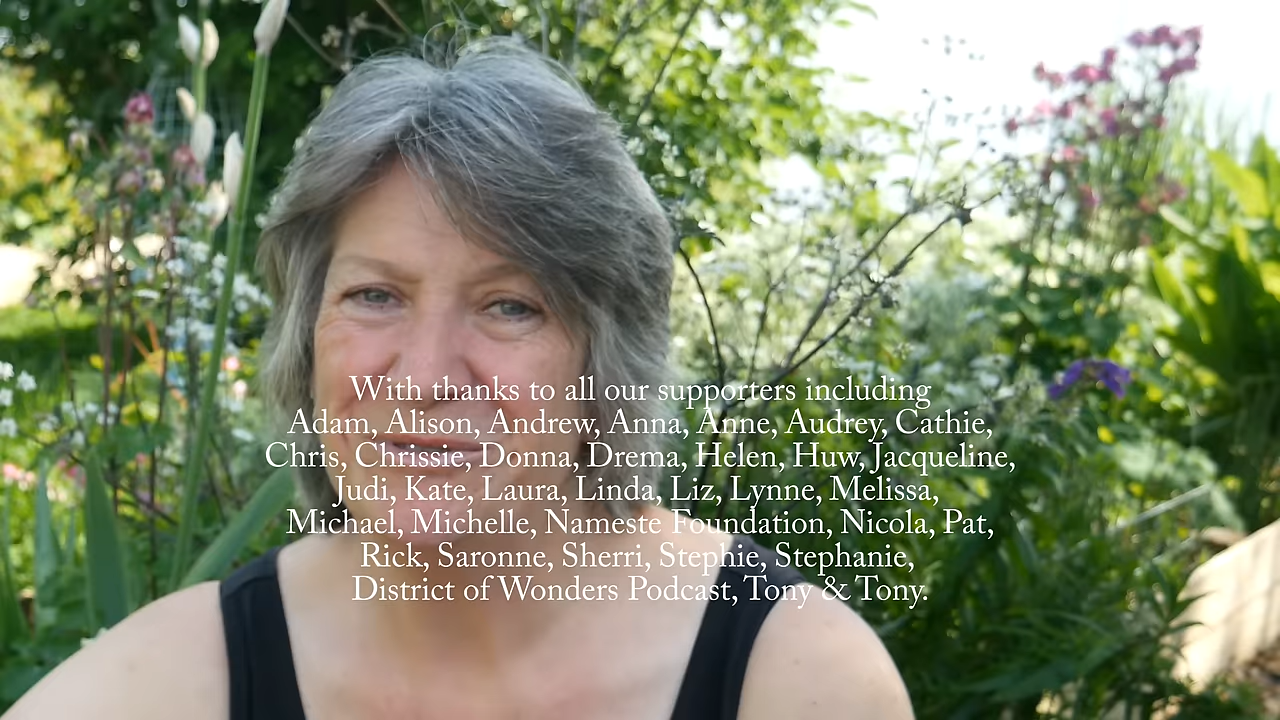 With thanks to all our supporters including
Adam, Alison, Andrew, Anna, Anne, Audrey, Cathie,
Chris, Chrissie, Donna, Drema, Helen, Huw, Jacqueline,
Judi, Kate, Laura, Linda, Liz, Lynne, Melissa,
Michael, Michelle, Nameste Foundation, Nicola, Pat,
Rick, Saronne, Sherri, Stephie, Stephanie,
District of Wonders Podcast, Tony & Tony.